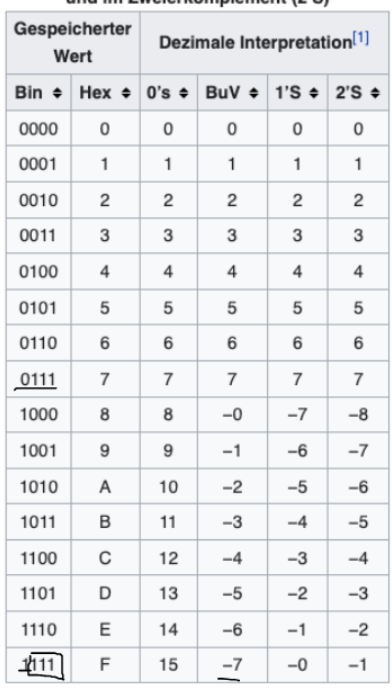 und im Zweierkomplement (2'S)
Gespeicherter Wert Dezimale Interpretation[1]
Bin Hex 0's BuV 1'S 2'S
0000 0 0 0 0 0
0001 1 1 1 1 1
0010 2 2 2 2 2
0011 3 3 3 3 3
0100 4 4 4 4 4
0101 5 5 5 5 5
0110 6 6 6 6 6
0111 7 7 7 7 7
1000 8 8 −0 −7 −8
1001 9 9 −1 −6 −7
1010 A 10 −2 −5 −6
1011 B 11 −3 −4 −5
1100 C 12 −4 −3 −4
1101 D 13 −5 −2 −3
1110 E 14 −6 −1 −2
1111 F 15 −7 −0 −1